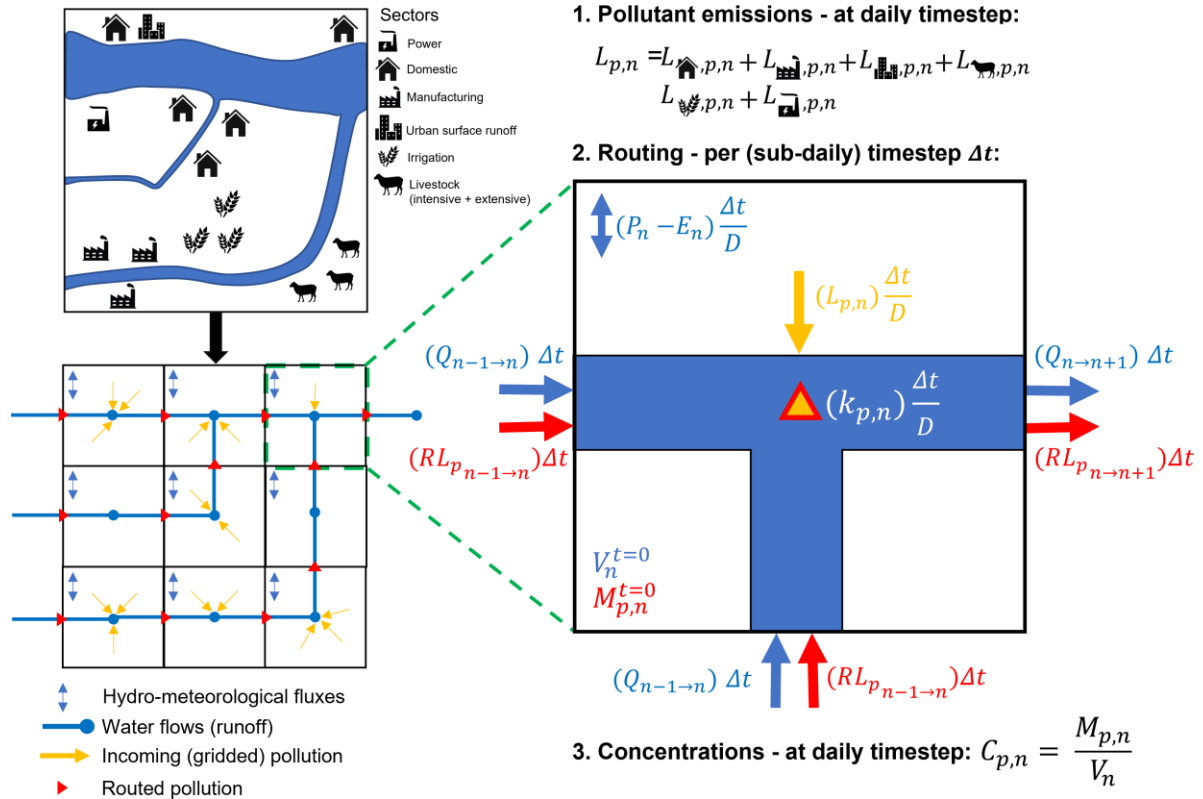 Sectors
Power
Domestic
Manufacturing
Urban surface runoff
Irrigation
Livestock
(intensive + extensive)
Hydro-meteorological fluxes
Water flows (runoff)
Incoming (gridded) pollution
Routed pollution
1. Pollutant emissions - at daily timestep:
L_{p,n} = L_{,p,n} + L_{,p,n} + L_{,p,n} + L_{,p,n}
L_{,p,n} + L_{,p,n}
2. Routing - per (sub-daily) timestep Δt:
(P_n − E_n) Δt/D
(L_{p,n}) Δt/D
(Q_{n-1→n}) Δt
(Q_{n→n+1}) Δt
(k_{p,n}) Δt/D
(RL_{p_{n-1→n}})Δt
(RL_{p_{n→n+1}})Δt
V_n^{t=0}
M_{p,n}^{t=0}
(Q_{n-1→n}) Δt
(RL_{p_{n-1→n}})Δt
3. Concentrations - at daily timestep: C_{p,n} = M_{p,n}/V_n